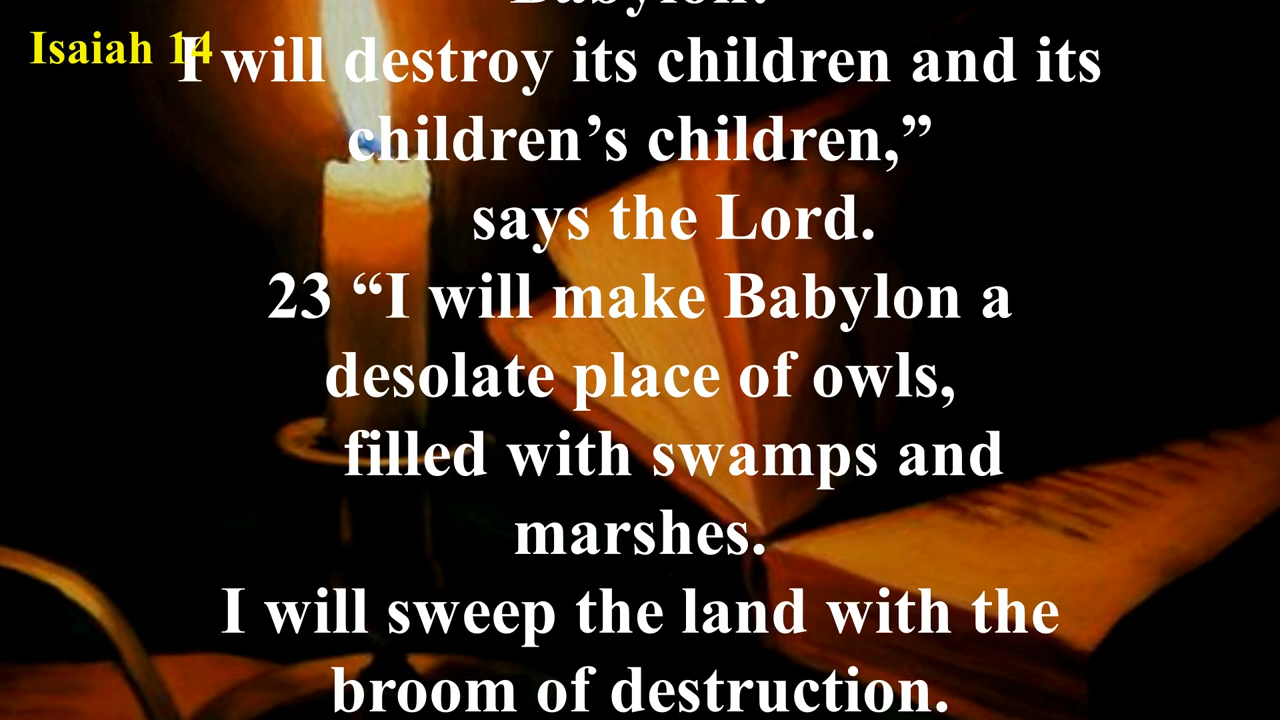 Babylon.
Isaiah 14
I will destroy its children and its
children’s children,”
says the Lord.
23 “I will make Babylon a
desolate place of owls,
filled with swamps and
marshes.
I will sweep the land with the
broom of destruction.